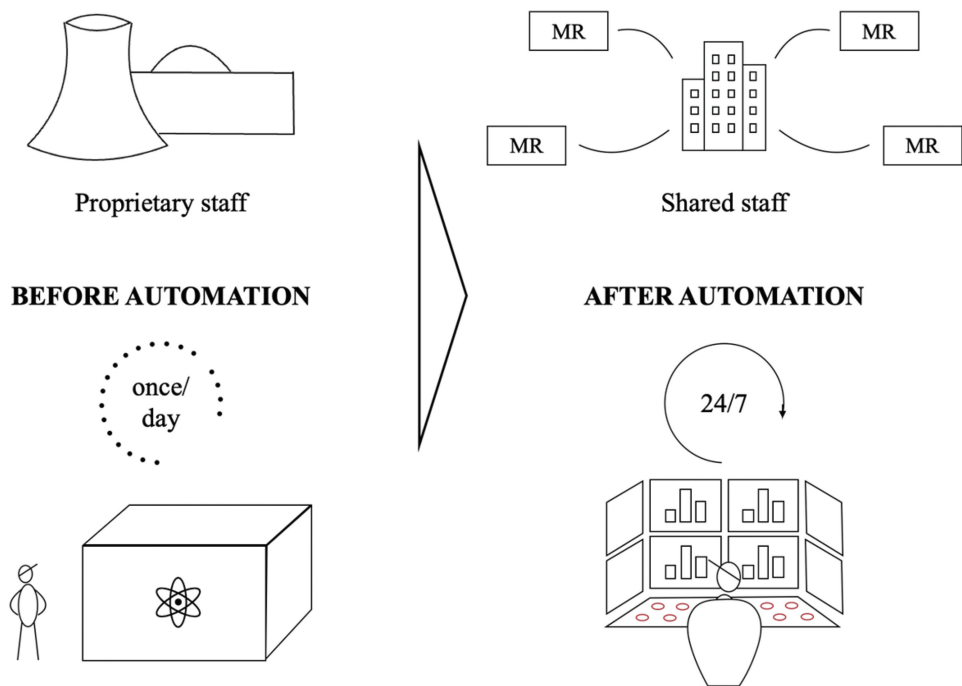 MR
MR
MR
MR
Proprietary staff
Shared staff
BEFORE AUTOMATION
AFTER AUTOMATION
once/
day
24/7